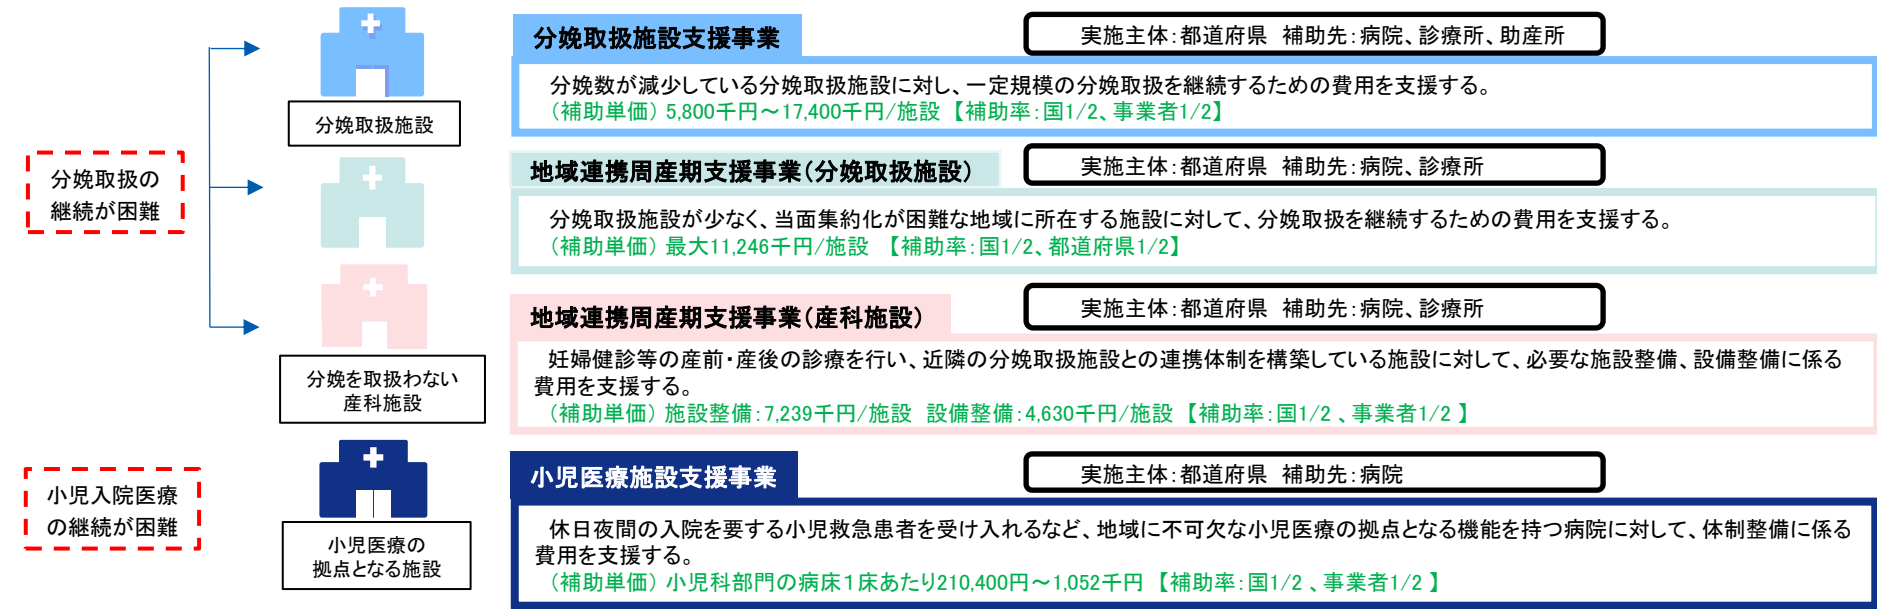 分娩取扱の
継続が困難
分娩取扱施設
分娩取扱施設支援事業
実施主体:都道府県 補助先:病院、診療所、助産所
分娩数が減少している分娩取扱施設に対し、一定規模の分娩取扱を継続するための費用を支援する。
(補助単価) 5,800千円～17,400千円/施設 【補助率:国1/2、事業者1/2】
地域連携周産期支援事業(分娩取扱施設)
実施主体:都道府県 補助先:病院、診療所
分娩取扱施設が少なく、当面集約化が困難な地域に所在する施設に対して、分娩取扱を継続するための費用を支援する。
(補助単価) 最大11,246千円/施設 【補助率:国1/2、都道府県1/2】
分娩を取扱わない
産科施設
地域連携周産期支援事業(産科施設)
実施主体:都道府県 補助先:病院、診療所
妊婦健診等の産前・産後の診療を行い、近隣の分娩取扱施設との連携体制を構築している施設に対して、必要な施設整備、設備整備に係る
費用を支援する。
(補助単価) 施設整備:7,239千円/施設 設備整備:4,630千円/施設 【補助率:国1/2 、事業者1/2 】
小児入院医療
の継続が困難
小児医療の
拠点となる施設
小児医療施設支援事業
実施主体:都道府県 補助先:病院
休日夜間の入院を要する小児救急患者を受け入れるなど、地域に不可欠な小児医療の拠点となる機能を持つ病院に対して、体制整備に係る
費用を支援する。
(補助単価) 小児科部門の病床１床あたり210,400円～1,052千円 【補助率:国1/2 、事業者1/2 】